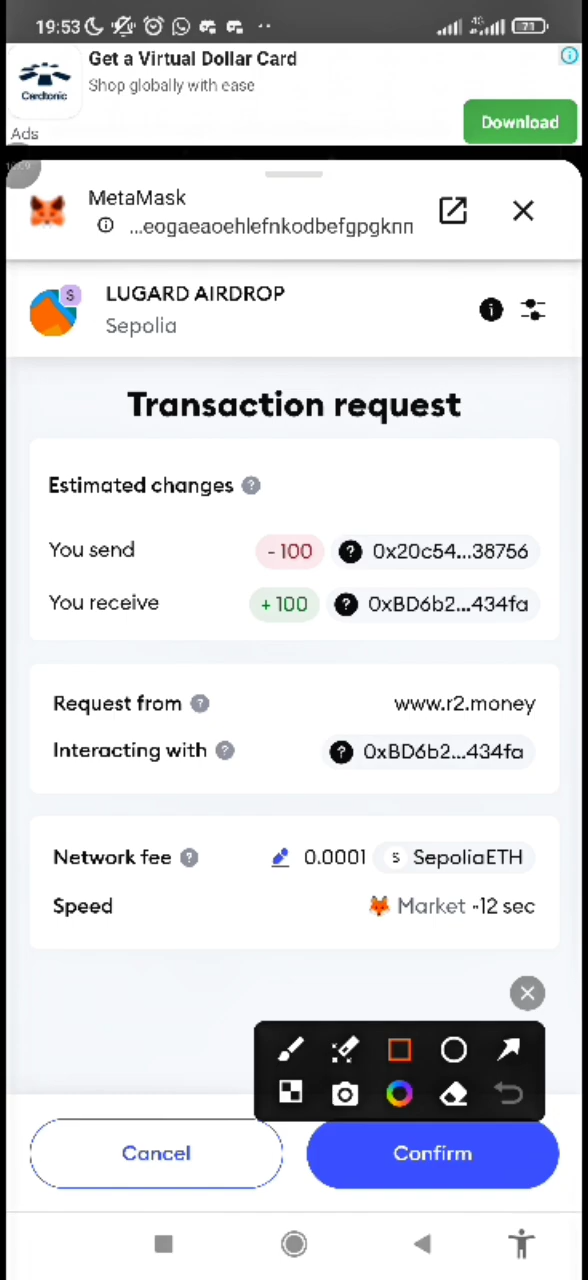 19:53
4G
71
Get a Virtual Dollar Card
Shop globally with ease
Cardtonic
Ads
Download
MetaMask
...eogaeaoehlefnkodbefgpgknn
S
LUGARD AIRDROP
Sepolia
Transaction request
Estimated changes
You send - 100 0x20c54...38756
You receive + 100 0xBD6b2...434fa
Request from www.r2.money
Interacting with 0xBD6b2...434fa
Network fee 0.0001 S SepoliaETH
Speed Market ~12 sec
Cancel Confirm